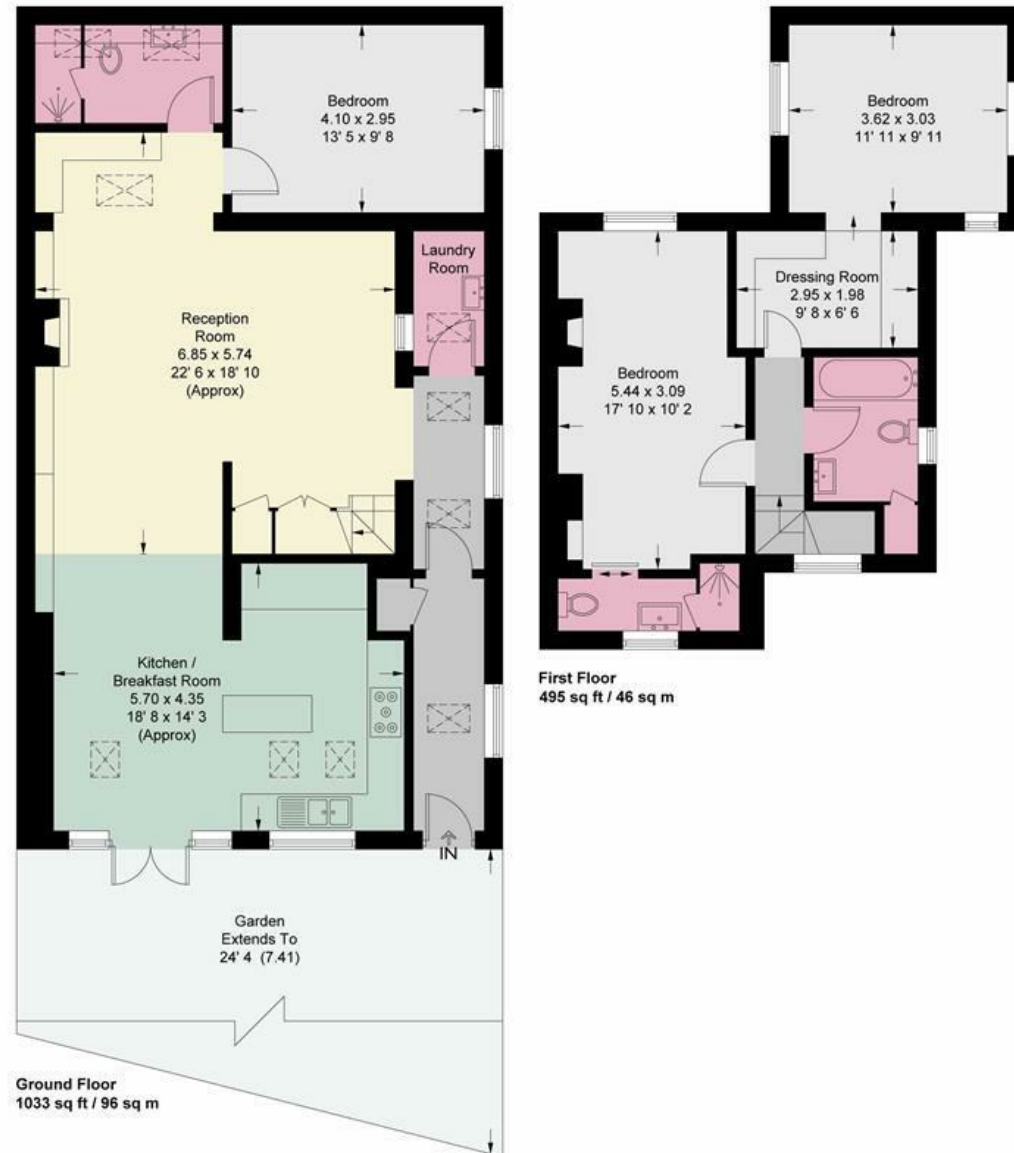 Bedroom
4.10 x 2.95
13' 5 x 9' 8
Laundry
Room
Reception
Room
6.85 x 5.74
22' 6 x 18' 10
(Approx)
Kitchen /
Breakfast Room
5.70 x 4.35
18' 8 x 14' 3
(Approx)
IN
Garden
Extends To
24' 4 (7.41)
Ground Floor
1033 sq ft / 96 sq m
Bedroom
3.62 x 3.03
11' 11 x 9' 11
Dressing Room
2.95 x 1.98
9' 8 x 6' 6
Bedroom
5.44 x 3.09
17' 10 x 10' 2
First Floor
495 sq ft / 46 sq m